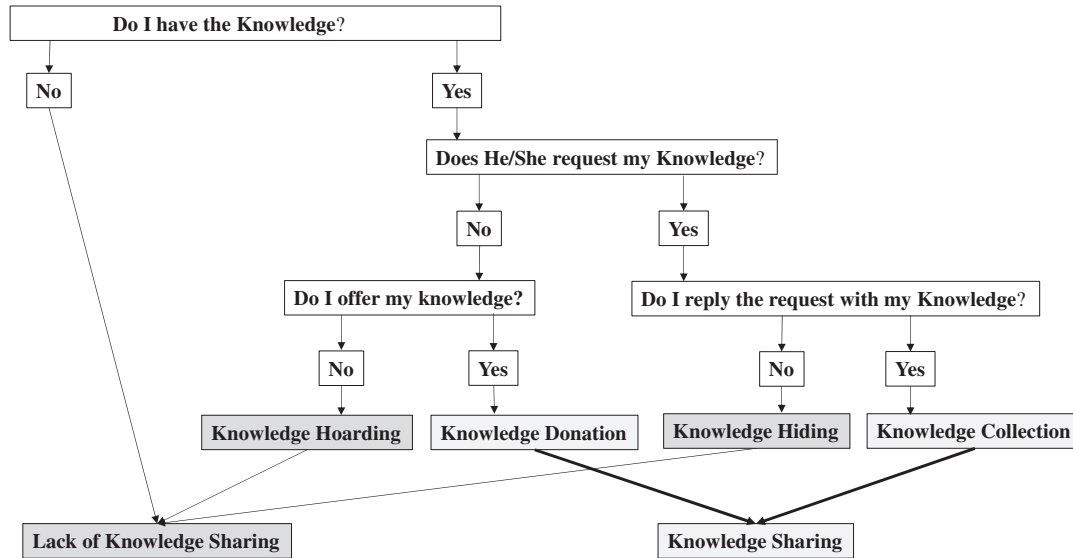 Do I have the Knowledge?
No
Yes
Does He/She request my Knowledge?
No
Yes
Do I offer my knowledge?
Do I reply the request with my Knowledge?
No
Yes
No
Yes
Knowledge Hoarding
Knowledge Donation
Knowledge Hiding
Knowledge Collection
Lack of Knowledge Sharing
Knowledge Sharing